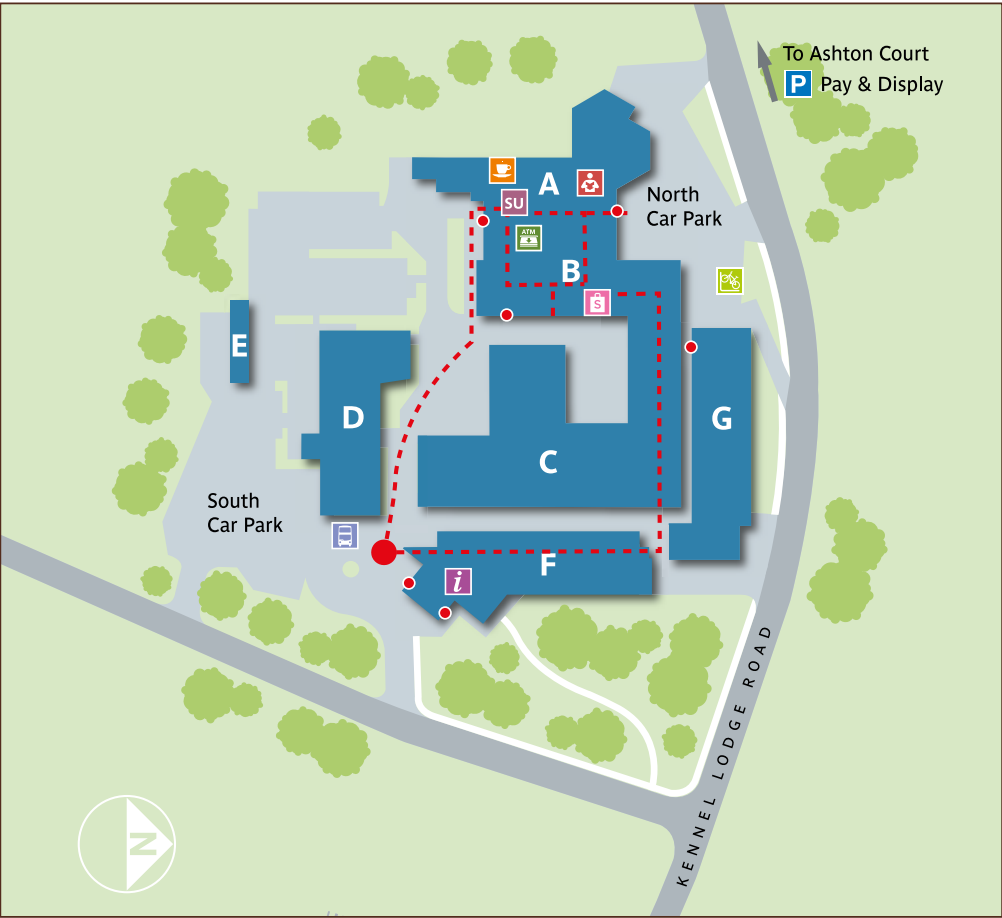 To Ashton Court
P Pay & Display
A
North
Car Park
SU
ATM
B
S
E
D
G
C
South
Car Park
F
i
KENNEL LODGE ROAD
N